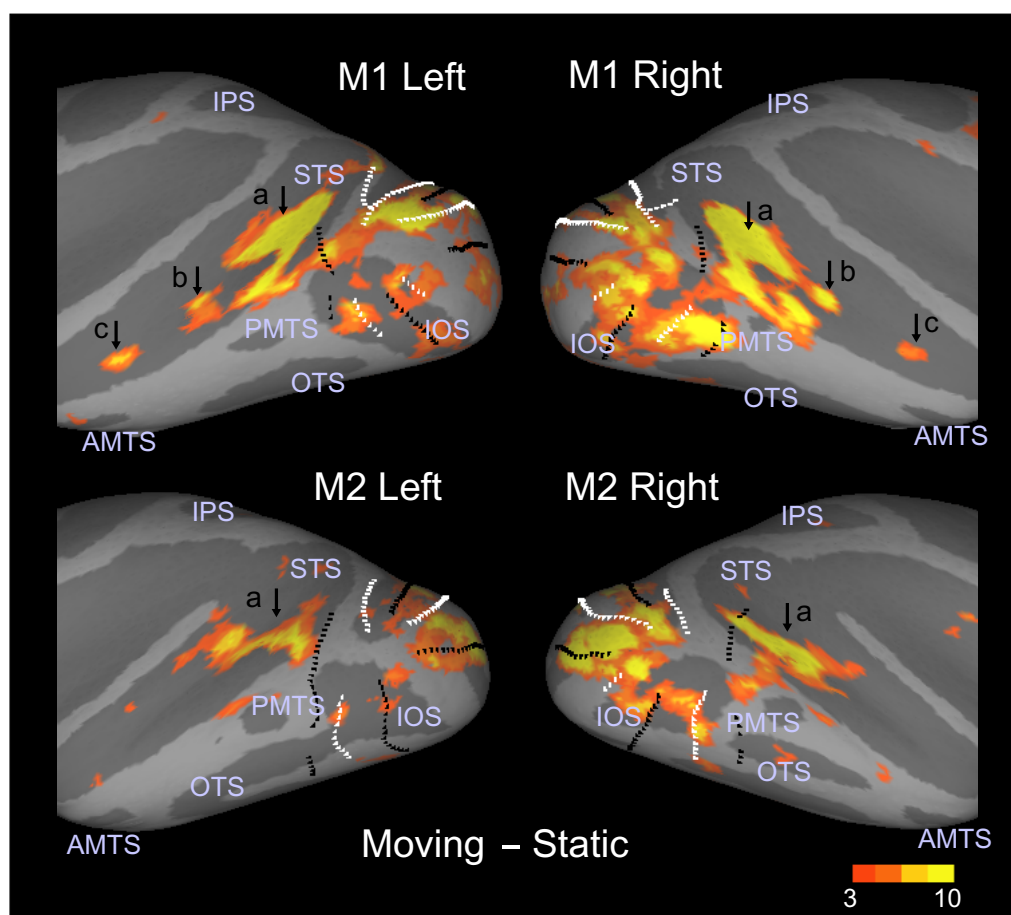 M1 Left
M1 Right
IPS
IPS
STS
STS
a
a
b
b
c
c
PMTS
IOS
IOS
PMTS
OTS
OTS
AMTS
AMTS
M2 Left
M2 Right
IPS
IPS
STS
STS
a
a
PMTS
IOS
IOS
PMTS
OTS
OTS
AMTS
AMTS
Moving – Static
3 10